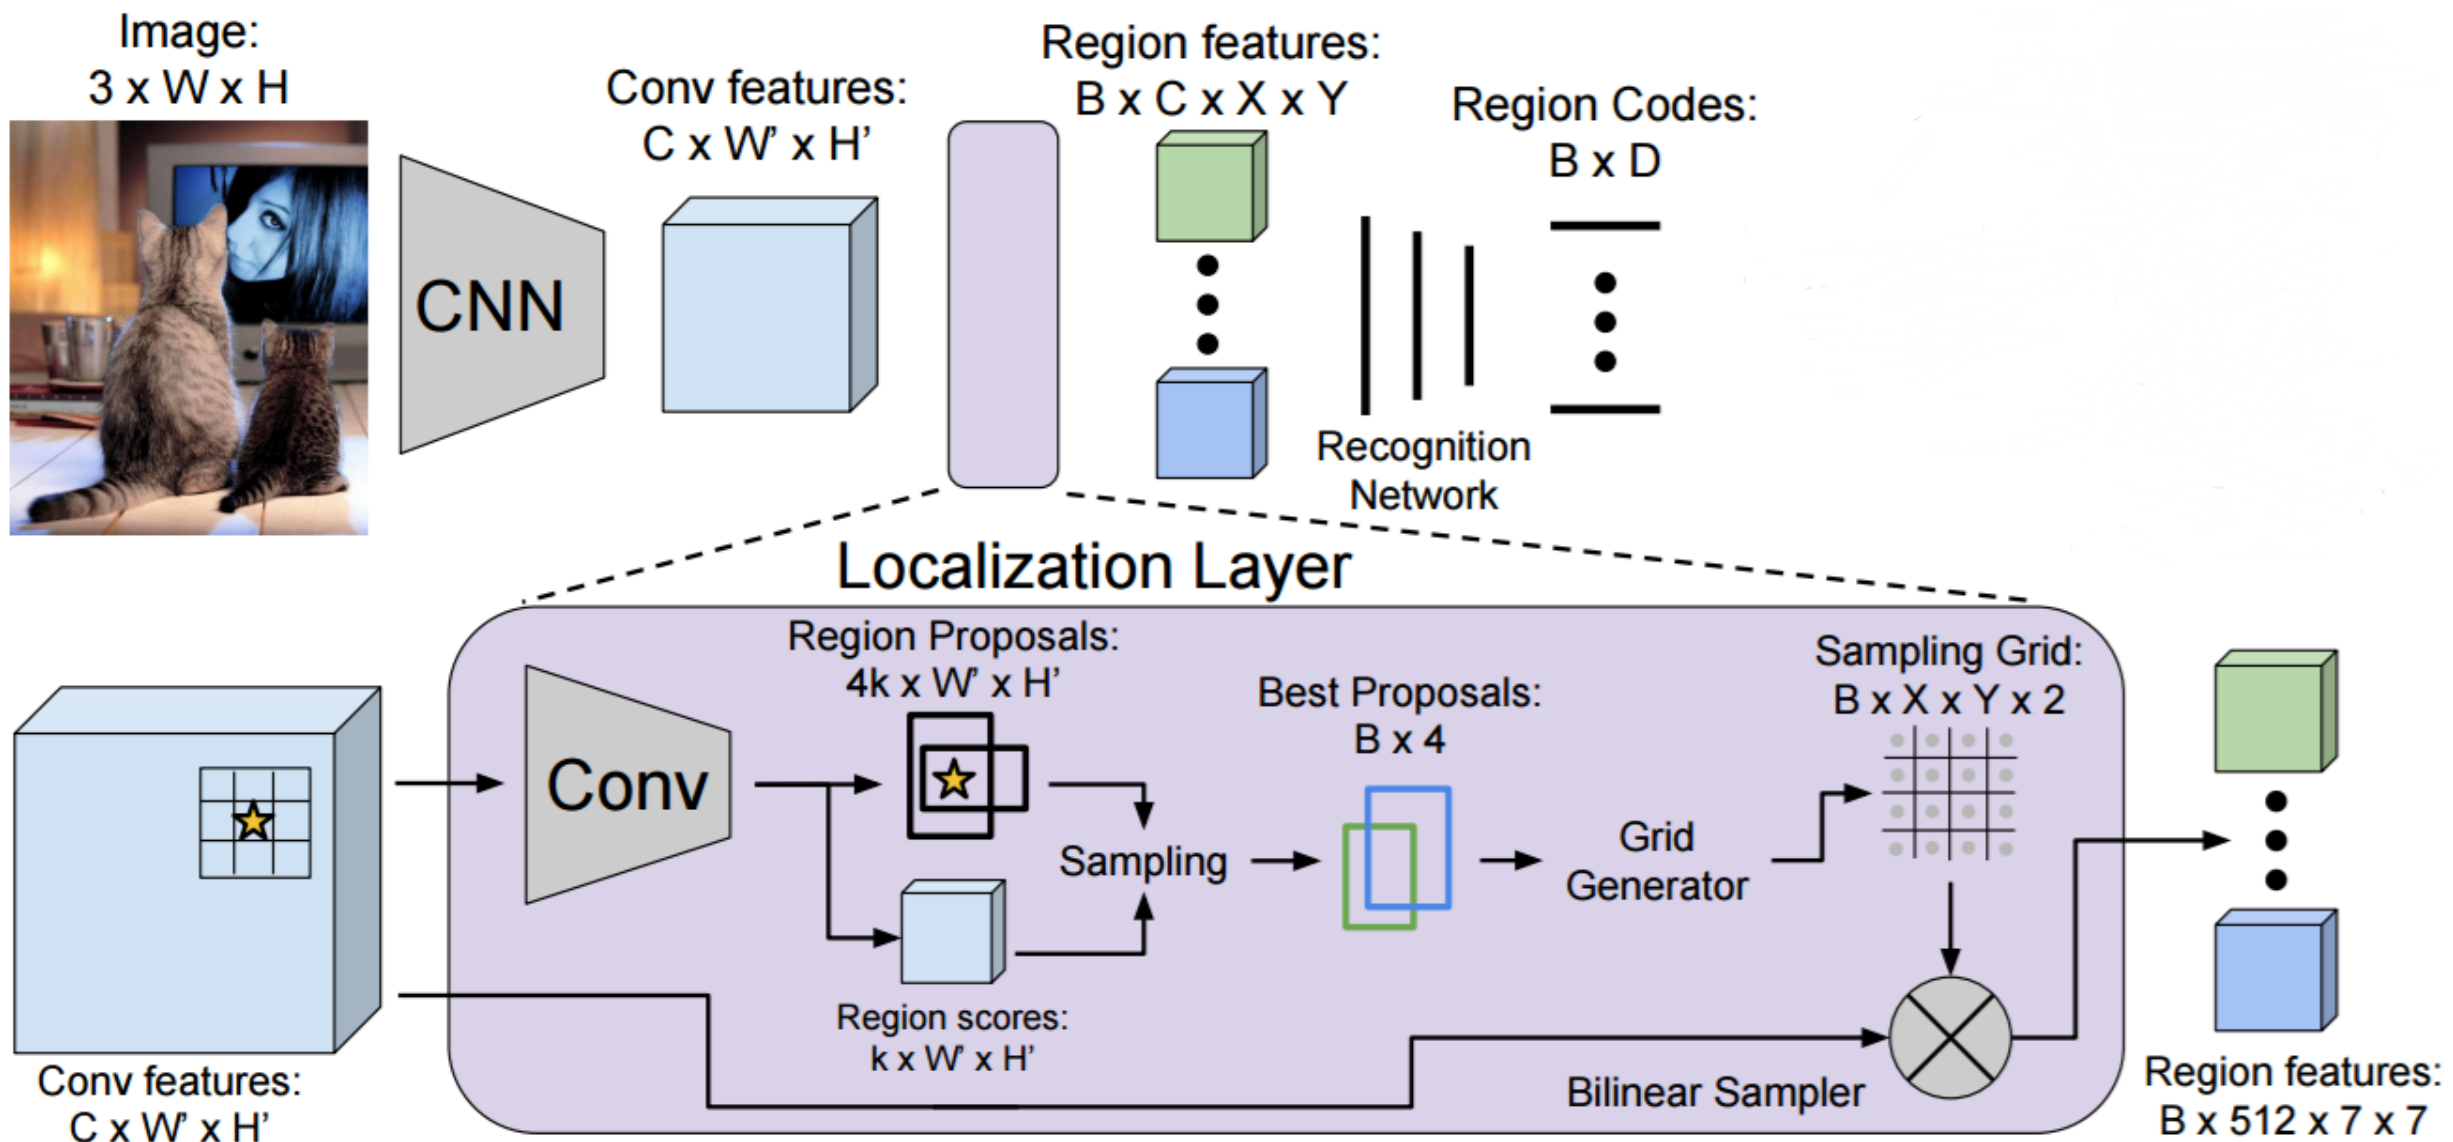 Image:
3 x W x H
Conv features:
C x W' x H'
Region features:
B x C x X x Y
Region Codes:
B x D
CNN
Recognition
Network
Localization Layer
Region Proposals:
4k x W' x H'
Conv
Region scores:
k x W' x H'
Sampling
Best Proposals:
B x 4
Grid
Generator
Sampling Grid:
B x X x Y x 2
Bilinear Sampler
Conv features:
C x W' x H'
Region features:
B x 512 x 7 x 7